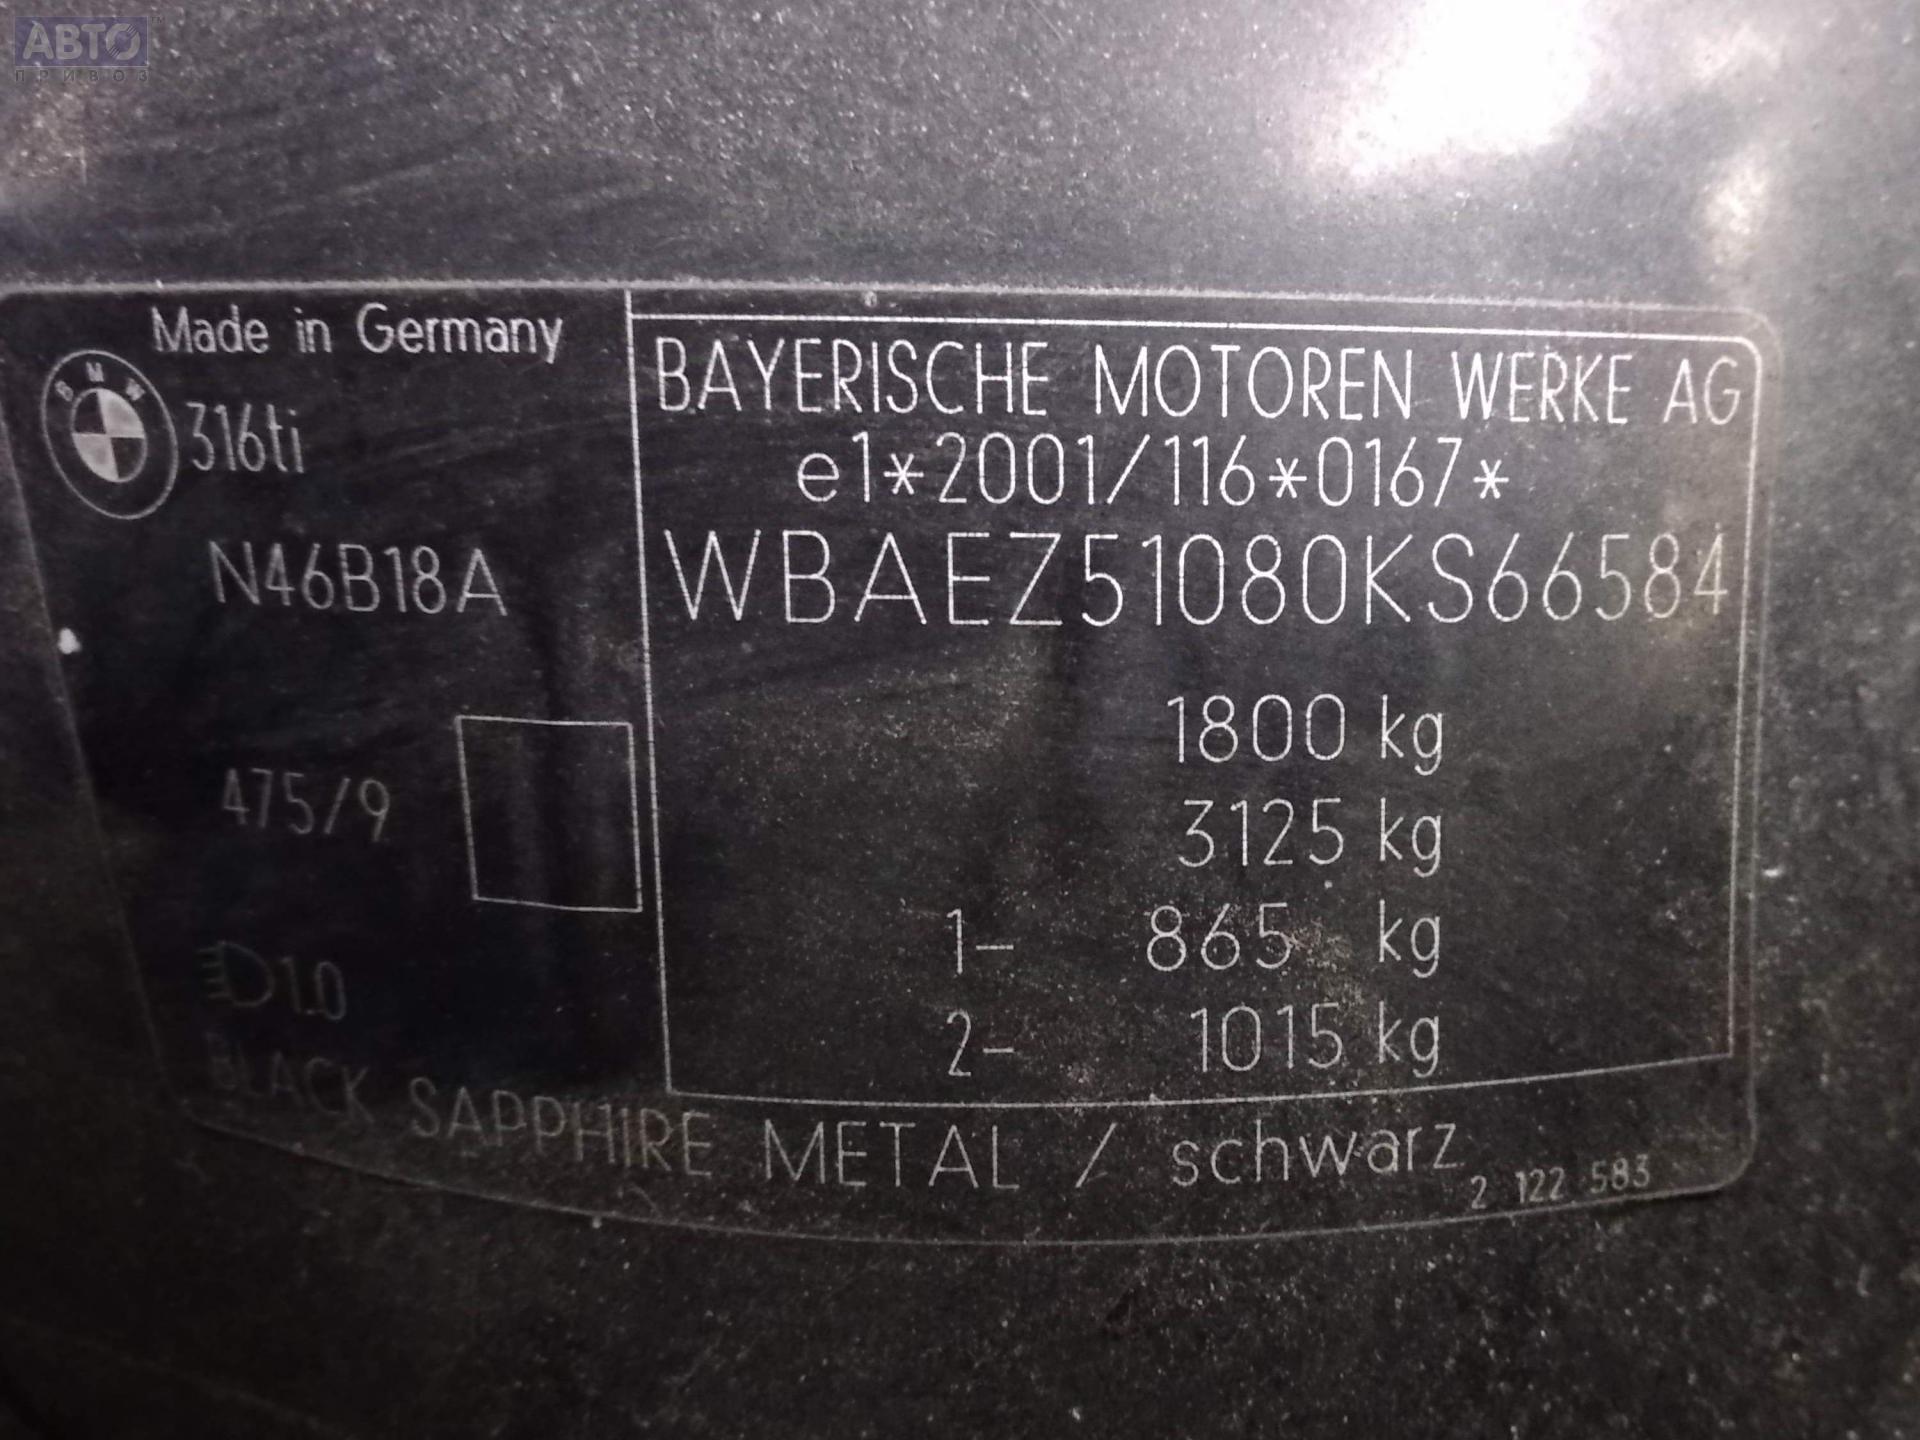 АВТО
ПРИВОЗ
Made in Germany
BMW
316ti
N46B18A
475/9
1.0
BAYERISCHE MOTOREN WERKE AG
e1*2001/116*0167*
WBAEZ51080KS66584
1800 kg
3125 kg
1- 865 kg
2- 1015 kg
BLACK SAPPHIRE METAL / schwarz
2 122 583